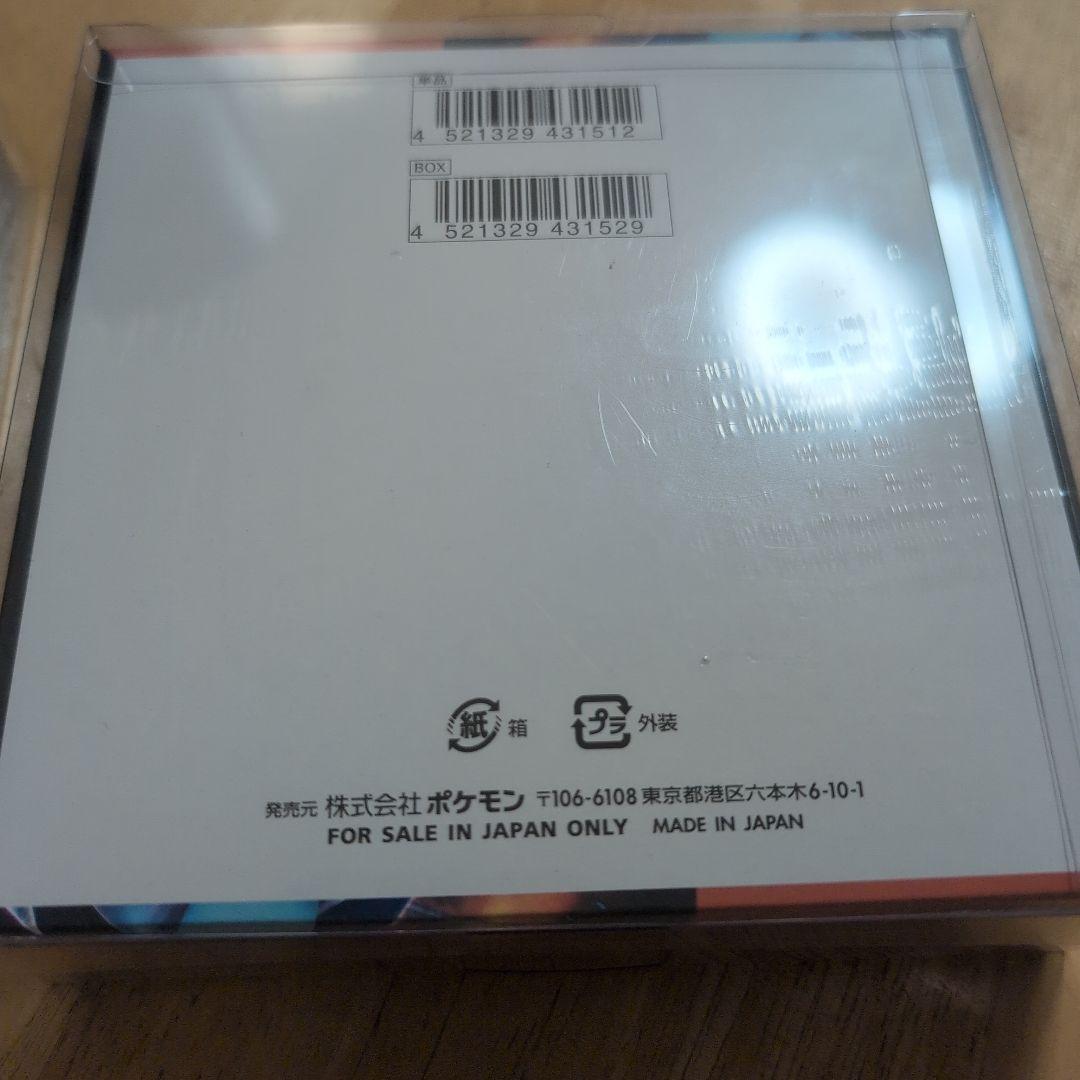 単品
4 521329 431512
BOX
4 521329 431529
紙 箱 プラ 外装
発売元 株式会社ポケモン 〒106-6108 東京都港区六本木6-10-1
FOR SALE IN JAPAN ONLY MADE IN JAPAN